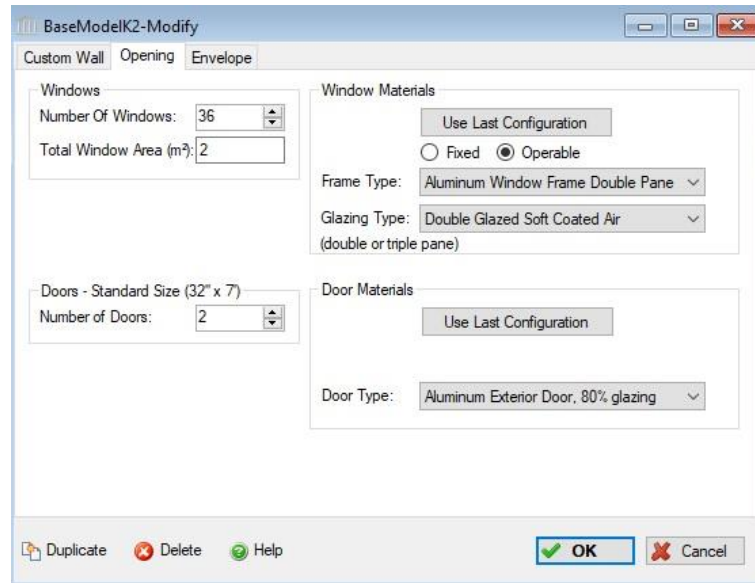 BaseModelK2-Modify
Custom Wall Opening Envelope
Windows
Number Of Windows: 36
Total Window Area (m²): 2
Window Materials
Use Last Configuration
Fixed Operable
Frame Type: Aluminum Window Frame Double Pane
Glazing Type: Double Glazed Soft Coated Air
(double or triple pane)
Doors - Standard Size (32" x 7')
Number of Doors: 2
Door Materials
Use Last Configuration
Door Type: Aluminum Exterior Door, 80% glazing
Duplicate Delete Help OK Cancel